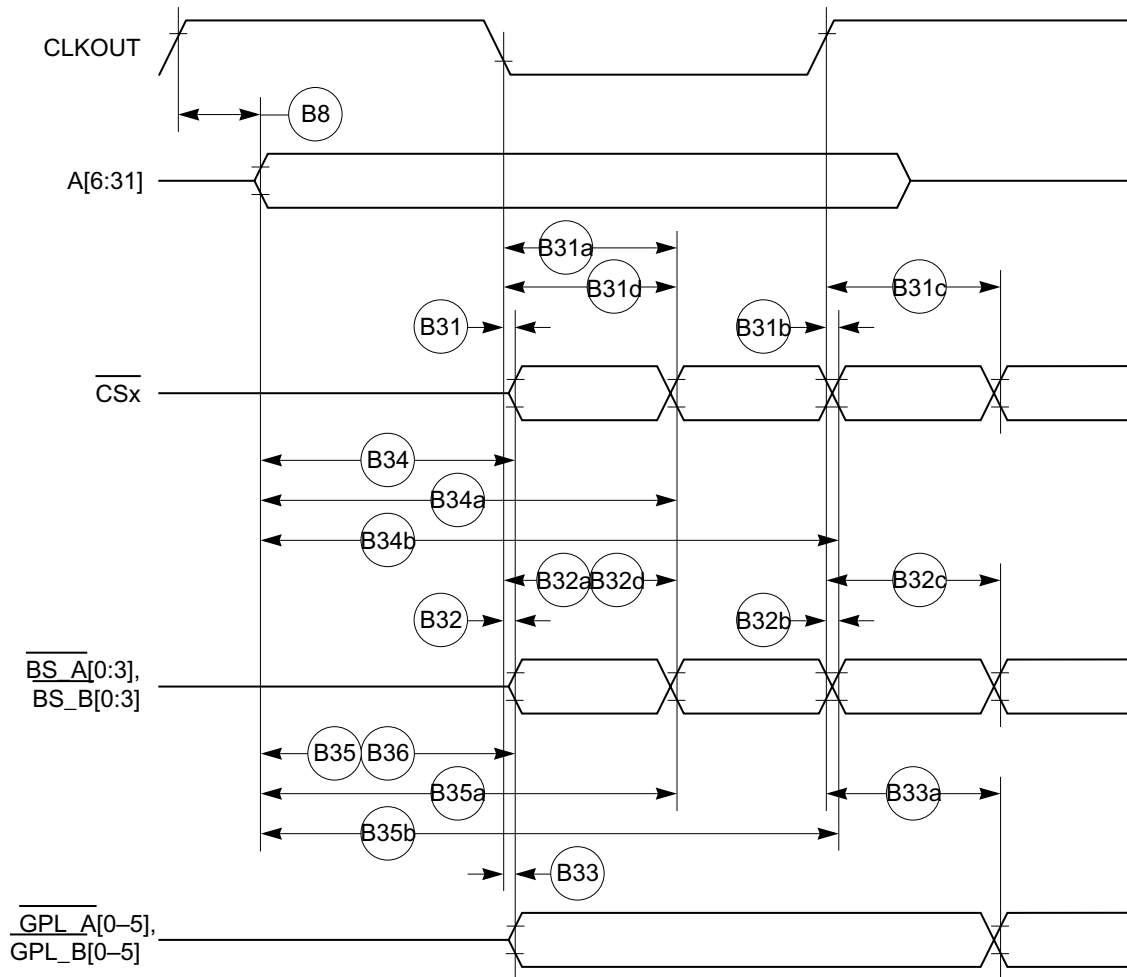 CLKOUT
B8
A[6:31]
B31a
B31d
B31c
B31
B31b
CSx
B34
B34a
B34b
B32a B32d
B32c
B32
B32b
BS_A[0:3],
BS_B[0:3]
B35 B36
B35a
B33a
B35b
B33
GPL_A[0–5],
GPL_B[0–5]